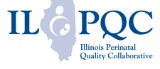 IL PQC
Illinois Perinatal
Quality Collaborative